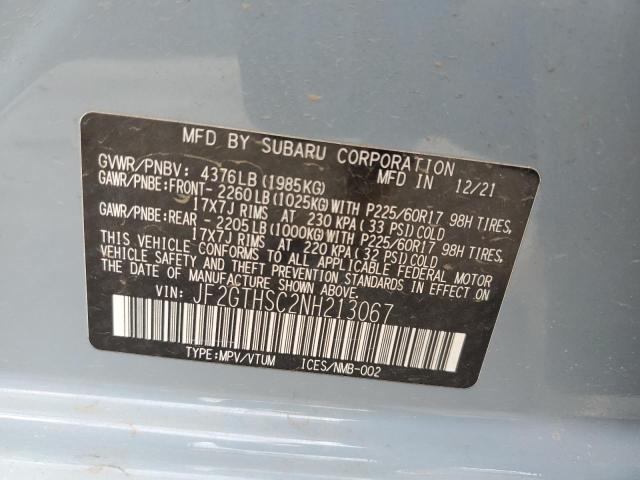 MFD BY SUBARU CORPORATION
GVWR/PNBV: 4376LB(1985KG) MFD IN 12/21
GAWR/PNBE:FRONT-2260LB(1025KG)WITH P225/60R17 98H TIRES,
17X7J RIMS AT 230 KPA(33 PSI)COLD
GAWR/PNBE:REAR -2205LB(1000KG)WITH P225/60R17 98H TIRES,
17X7J RIMS AT 220 KPA(32 PSI)COLD
THIS VEHICLE CONFORMS TO ALL APPLICABLE FEDERAL MOTOR
VEHICLE SAFETY AND THEFT PREVENTION STANDARDS IN EFFECT ON
THE DATE OF MANUFACTURE SHOWN ABOVE.
VIN: JF2GTHSC2NH213067
TYPE:MPV/VTUM ICES/NMB-002